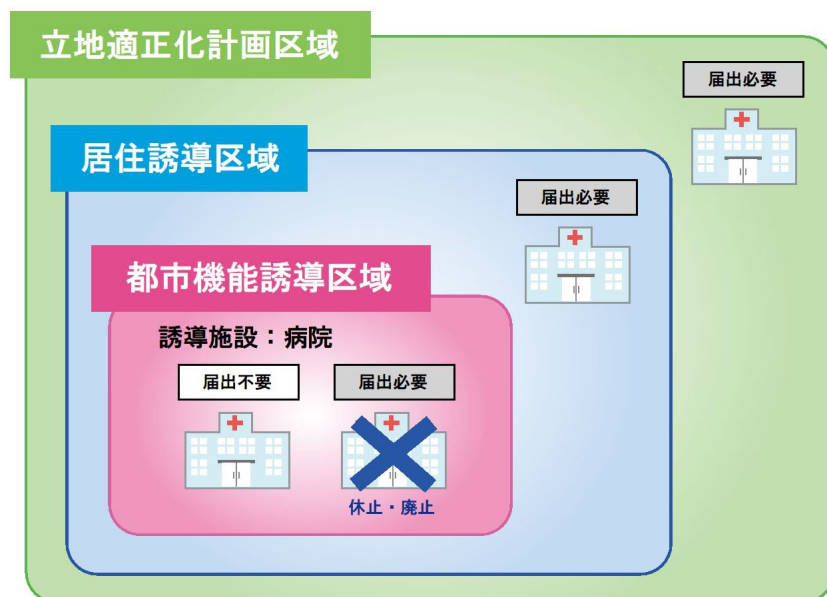 立地適正化計画区域
届出必要
居住誘導区域
届出必要
都市機能誘導区域
誘導施設：病院
届出不要
届出必要
休止・廃止